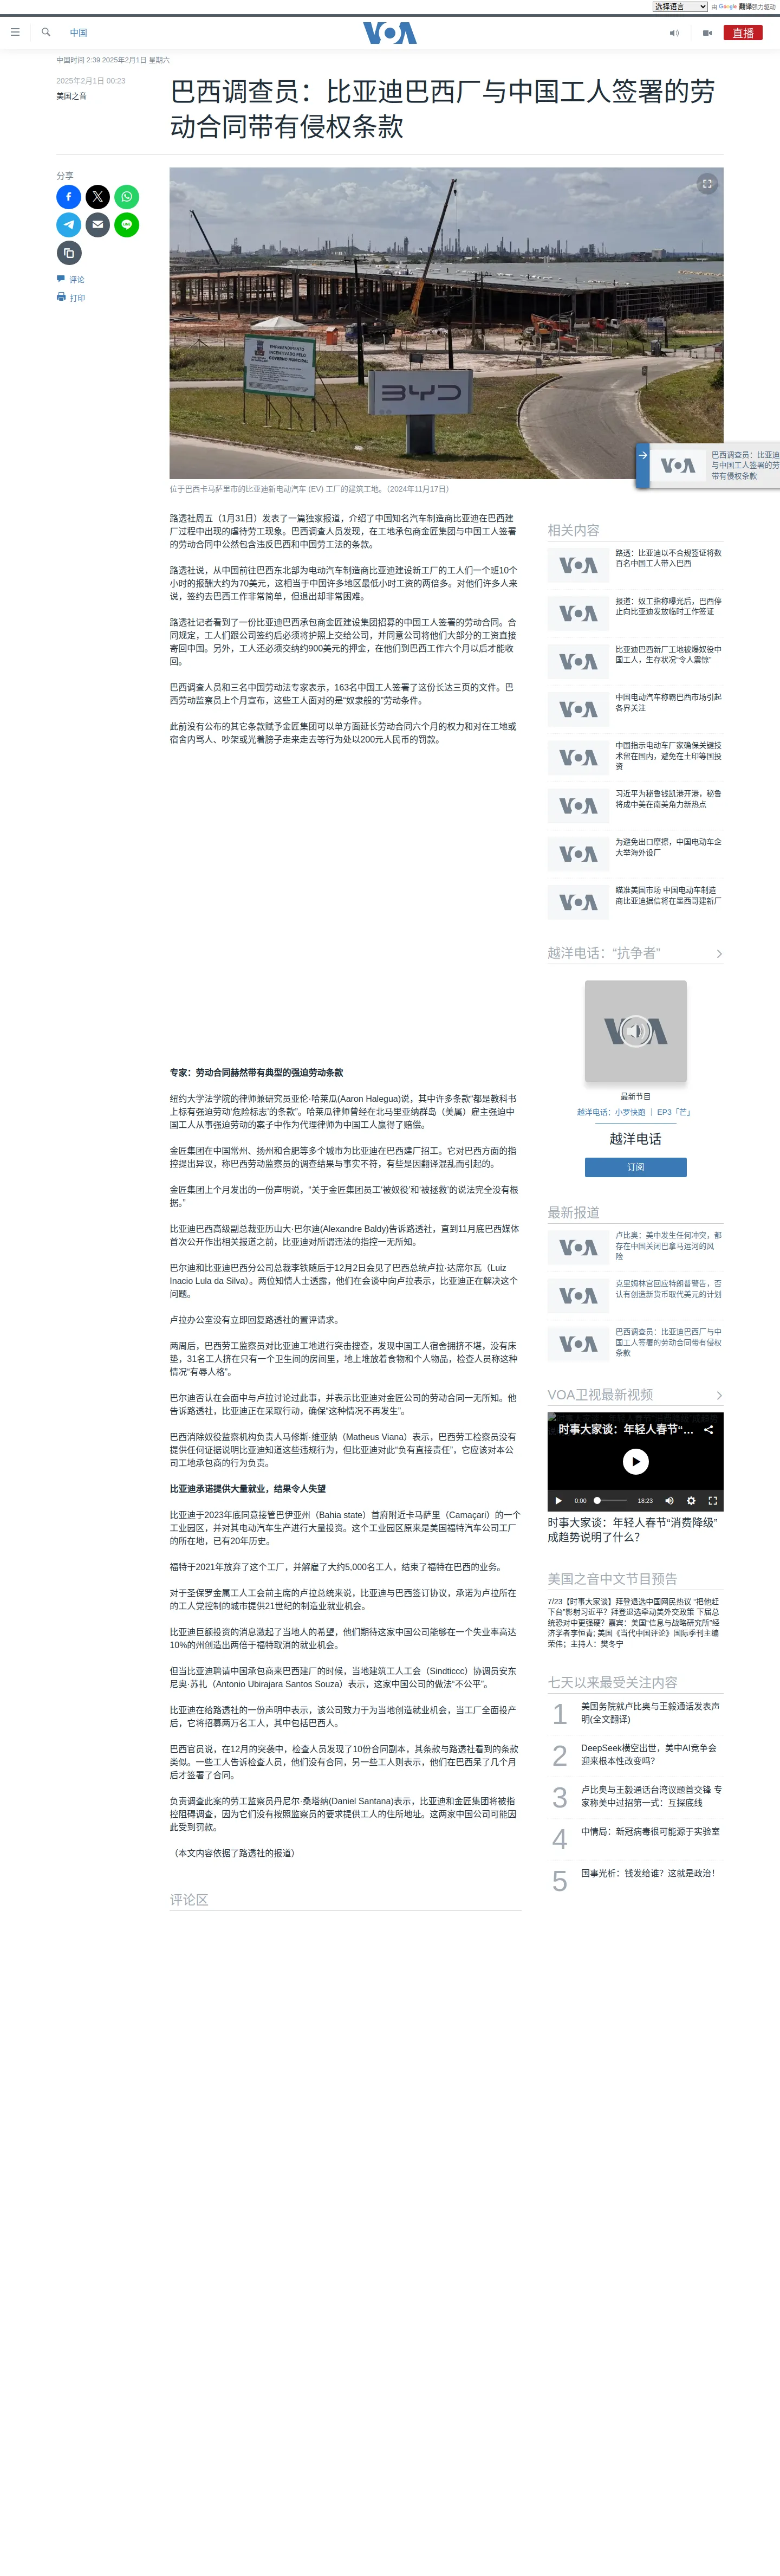 选择语言
由 Google 翻译强力驱动
中国
VOA
直播
中国时间 2:39 2025年2月1日 星期六
2025年2月1日 00:23
美国之音
巴西调查员：比亚迪巴西厂与中国工人签署的劳
动合同带有侵权条款
分享
评论
打印
BYD
位于巴西卡马萨里市的比亚迪新电动汽车 (EV) 工厂的建筑工地。（2024年11月17日）
巴西调查员：比亚迪
与中国工人签署的劳
带有侵权条款
路透社周五（1月31日）发表了一篇独家报道，介绍了中国知名汽车制造商比亚迪在巴西建
厂过程中出现的虐待劳工现象。巴西调查人员发现，在工地承包商金匠集团与中国工人签署
的劳动合同中公然包含违反巴西和中国劳工法的条款。
路透社说，从中国前往巴西东北部为电动汽车制造商比亚迪建设新工厂的工人们一个班10个
小时的报酬大约为70美元，这相当于中国许多地区最低小时工资的两倍多。对他们许多人来
说，签约去巴西工作非常简单，但退出却非常困难。
路透社记者看到了一份比亚迪巴西承包商金匠建设集团招募的中国工人签署的劳动合同。合
同规定，工人们跟公司签约后必须将护照上交给公司，并同意公司将他们大部分的工资直接
寄回中国。另外，工人还必须交纳约900美元的押金，在他们到巴西工作六个月以后才能收
回。
巴西调查人员和三名中国劳动法专家表示，163名中国工人签署了这份长达三页的文件。巴
西劳动监察员上个月宣布，这些工人面对的是“奴隶般的”劳动条件。
此前没有公布的其它条款赋予金匠集团可以单方面延长劳动合同六个月的权力和对在工地或
宿舍内骂人、吵架或光着膀子走来走去等行为处以200元人民币的罚款。
专家：劳动合同赫然带有典型的强迫劳动条款
纽约大学法学院的律师兼研究员亚伦·哈莱瓜(Aaron Halegua)说，其中许多条款“都是教科书
上标有强迫劳动‘危险标志’的条款”。哈莱瓜律师曾经在北马里亚纳群岛（美属）雇主强迫中
国工人从事强迫劳动的案子中作为代理律师为中国工人赢得了赔偿。
金匠集团在中国常州、扬州和合肥等多个城市为比亚迪在巴西建厂招工。它对巴西方面的指
控提出异议，称巴西劳动监察员的调查结果与事实不符，有些是因翻译混乱而引起的。
金匠集团上个月发出的一份声明说，“关于金匠集团员工‘被奴役’和‘被拯救’的说法完全没有根
据。”
比亚迪巴西高级副总裁亚历山大·巴尔迪(Alexandre Baldy)告诉路透社，直到11月底巴西媒体
首次公开作出相关报道之前，比亚迪对所谓违法的指控一无所知。
巴尔迪和比亚迪巴西分公司总裁李铁随后于12月2日会见了巴西总统卢拉·达席尔瓦（Luiz
Inacio Lula da Silva）。两位知情人士透露，他们在会谈中向卢拉表示，比亚迪正在解决这个
问题。
卢拉办公室没有立即回复路透社的置评请求。
两周后，巴西劳工监察员对比亚迪工地进行突击搜查，发现中国工人宿舍拥挤不堪，没有床
垫，31名工人挤在只有一个卫生间的房间里，地上堆放着食物和个人物品，检查人员称这种
情况“有辱人格”。
巴尔迪否认在会面中与卢拉讨论过此事，并表示比亚迪对金匠公司的劳动合同一无所知。他
告诉路透社，比亚迪正在采取行动，确保“这种情况不再发生”。
巴西消除奴役监察机构负责人马修斯·维亚纳（Matheus Viana）表示，巴西劳工检察员没有
提供任何证据说明比亚迪知道这些违规行为，但比亚迪对此“负有直接责任”，它应该对本公
司工地承包商的行为负责。
比亚迪承诺提供大量就业，结果令人失望
比亚迪于2023年底同意接管巴伊亚州（Bahia state）首府附近卡马萨里（Camaçari）的一个
工业园区，并对其电动汽车生产进行大量投资。这个工业园区原来是美国福特汽车公司工厂
的所在地，已有20年历史。
福特于2021年放弃了这个工厂，并解雇了大约5,000名工人，结束了福特在巴西的业务。
对于圣保罗金属工人工会前主席的卢拉总统来说，比亚迪与巴西签订协议，承诺为卢拉所在
的工人党控制的城市提供21世纪的制造业就业机会。
比亚迪巨额投资的消息激起了当地人的希望，他们期待这家中国公司能够在一个失业率高达
10%的州创造出两倍于福特取消的就业机会。
但当比亚迪聘请中国承包商来巴西建厂的时候，当地建筑工人工会（Sindticcc）协调员安东
尼奥·苏扎（Antonio Ubirajara Santos Souza）表示，这家中国公司的做法“不公平”。
比亚迪在给路透社的一份声明中表示，该公司致力于为当地创造就业机会，当工厂全面投产
后，它将招募两万名工人，其中包括巴西人。
巴西官员说，在12月的突袭中，检查人员发现了10份合同副本，其条款与路透社看到的条款
类似。一些工人告诉检查人员，他们没有合同，另一些工人则表示，他们在巴西呆了几个月
后才签署了合同。
负责调查此案的劳工监察员丹尼尔·桑塔纳(Daniel Santana)表示，比亚迪和金匠集团将被指
控阻碍调查，因为它们没有按照监察员的要求提供工人的住所地址。这两家中国公司可能因
此受到罚款。
（本文内容依据了路透社的报道）
评论区
相关内容
路透：比亚迪以不合规签证将数
百名中国工人带入巴西
报道：奴工指称曝光后，巴西停
止向比亚迪发放临时工作签证
比亚迪巴西新厂工地被爆奴役中
国工人，生存状况“令人震惊”
中国电动汽车称霸巴西市场引起
各界关注
中国指示电动车厂家确保关键技
术留在国内，避免在土印等国投
资
习近平为秘鲁钱凯港开港，秘鲁
将成中美在南美角力新热点
为避免出口摩擦，中国电动车企
大举海外设厂
瞄准美国市场 中国电动车制造
商比亚迪据信将在墨西哥建新厂
越洋电话：“抗争者”
最新节目
越洋电话：小罗快跑 ｜ EP3「芒」
越洋电话
订阅
最新报道
卢比奥：美中发生任何冲突，都
存在中国关闭巴拿马运河的风
险
克里姆林宫回应特朗普警告，否
认有创造新货币取代美元的计划
巴西调查员：比亚迪巴西厂与中
国工人签署的劳动合同带有侵权
条款
VOA卫视最新视频
时事大家谈：年轻人春节“...
0:00
18:23
时事大家谈：年轻人春节“消费降级”
成趋势说明了什么？
美国之音中文节目预告
7/23【时事大家谈】拜登退选中国网民热议 “把他赶
下台”影射习近平？拜登退选牵动美外交政策 下届总
统恐对中更强硬？嘉宾：美国“信息与战略研究所”经
济学者李恒青; 美国《当代中国评论》国际季刊主编
荣伟；主持人：樊冬宁
七天以来最受关注内容
1
美国务院就卢比奥与王毅通话发表声
明(全文翻译)
2
DeepSeek横空出世，美中AI竞争会
迎来根本性改变吗？
3
卢比奥与王毅通话台湾议题首交锋 专
家称美中过招第一式：互探底线
4
中情局：新冠病毒很可能源于实验室
5
国事光析：钱发给谁？这就是政治！